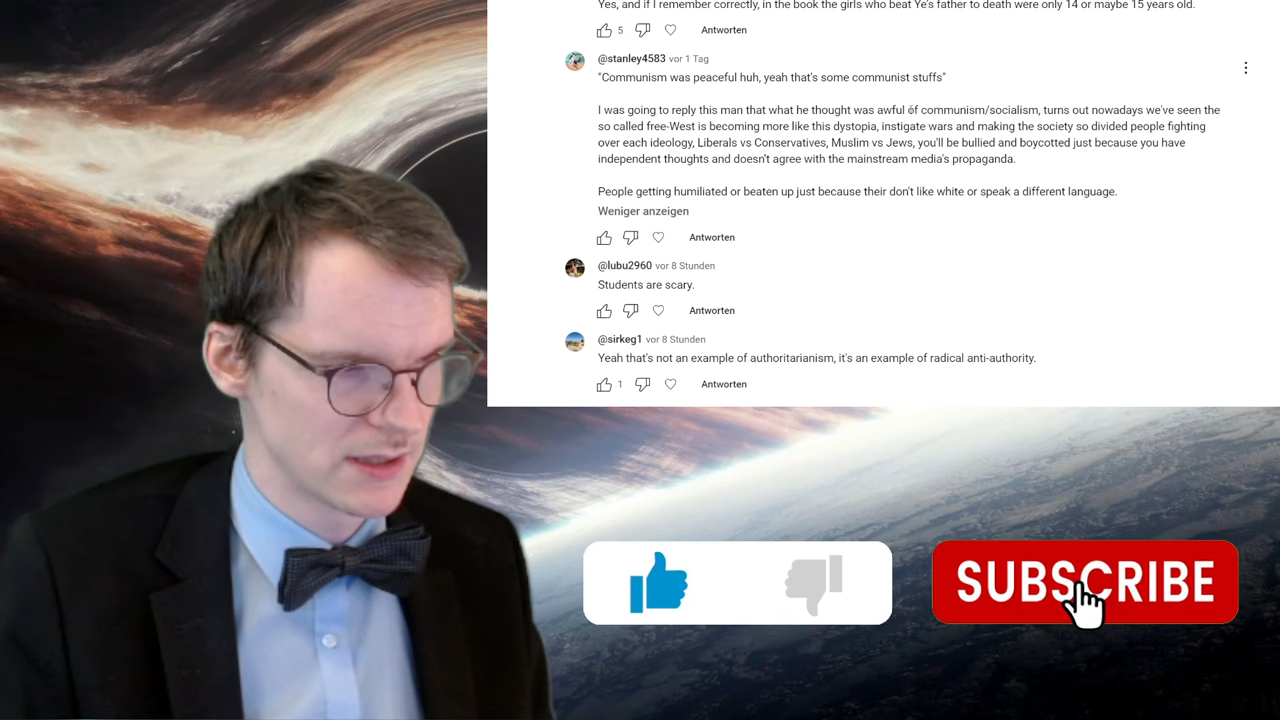 Yes, and if I remember correctly, in the book the girls who beat Ye's father to death were only 14 or maybe 15 years old.
5 Antworten
@stanley4583 vor 1 Tag
"Communism was peaceful huh, yeah that's some communist stuffs"
I was going to reply this man that what he thought was awful of communism/socialism, turns out nowadays we've seen the
so called free-West is becoming more like this dystopia, instigate wars and making the society so divided people fighting
over each ideology, Liberals vs Conservatives, Muslim vs Jews, you'll be bullied and boycotted just because you have
independent thoughts and doesn't agree with the mainstream media's propaganda.
People getting humiliated or beaten up just because their don't like white or speak a different language.
Weniger anzeigen
Antworten
@lubu2960 vor 8 Stunden
Students are scary.
Antworten
@sirkeg1 vor 8 Stunden
Yeah that's not an example of authoritarianism, it's an example of radical anti-authority.
1 Antworten
SUBSCRIBE